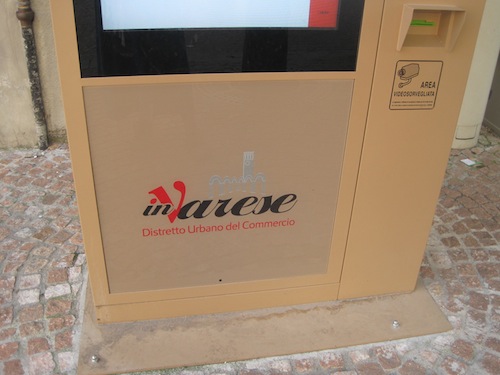 AREA
VIDEOSORVEGLIATA
inVarese
Distretto Urbano del Commercio